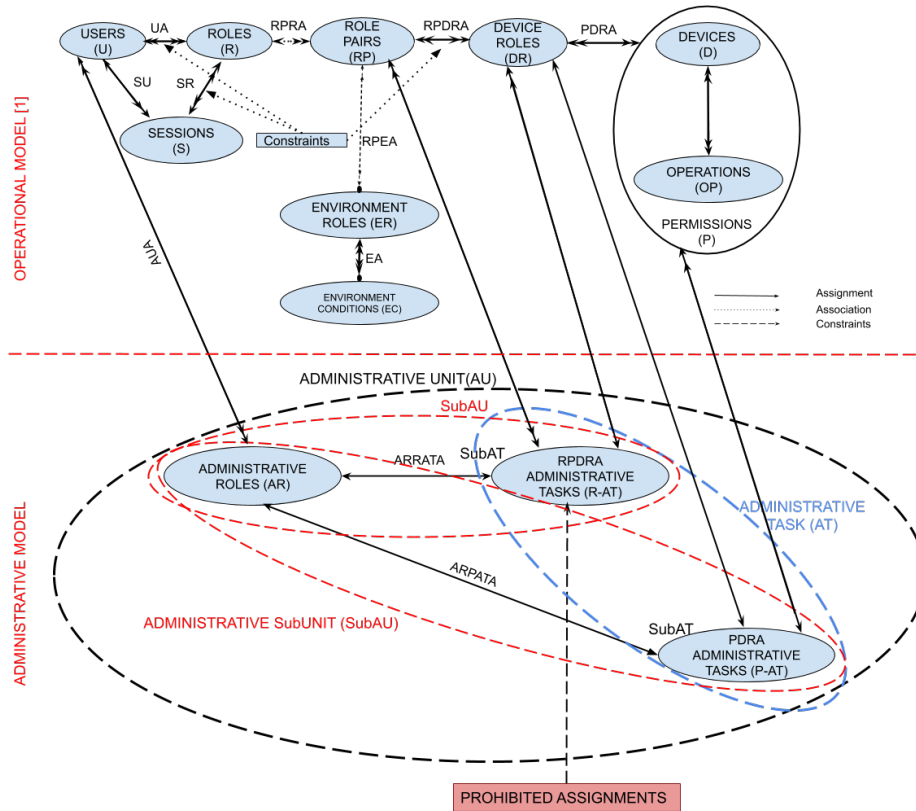 USERS
(U)
UA
ROLES
(R)
RPRA
ROLE
PAIRS
(RP)
RPDRA
DEVICE
ROLES
(DR)
PDRA
DEVICES
(D)
SU
SR
SESSIONS
(S)
Constraints
RPEA
OPERATIONS
(OP)
PERMISSIONS
(P)
ENVIRONMENT
ROLES (ER)
EA
ENVIRONMENT
CONDITIONS (EC)
AUA
OPERATIONAL MODEL [1]
Assignment
Association
Constraints
ADMINISTRATIVE UNIT(AU)
SubAU
SubAT
ADMINISTRATIVE
ROLES (AR)
ARRATA
RPDRA
ADMINISTRATIVE
TASKS (R-AT)
ADMINISTRATIVE
TASK (AT)
ADMINISTRATIVE MODEL
ARPATA
ADMINISTRATIVE SubUNIT (SubAU)
SubAT
PDRA
ADMINISTRATIVE
TASKS (P-AT)
PROHIBITED ASSIGNMENTS